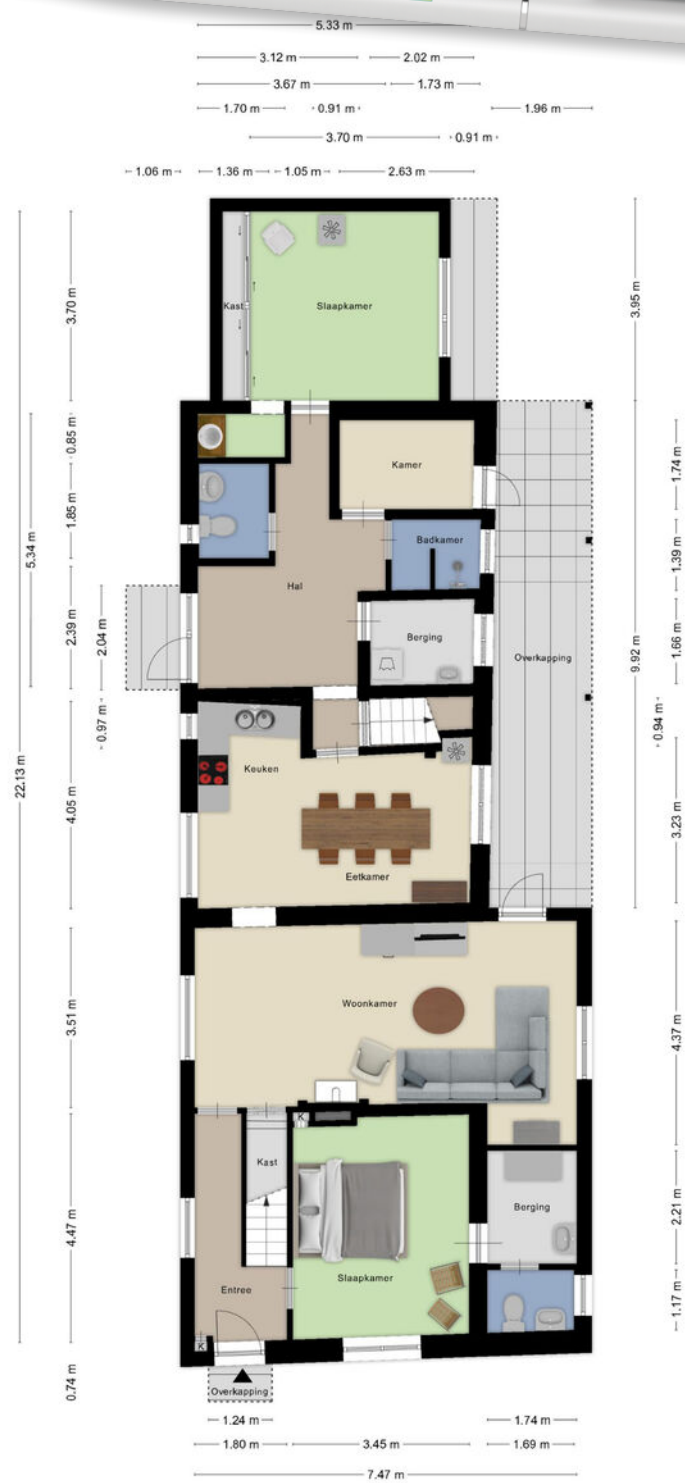 5.33 m
3.12 m
2.02 m
3.67 m
1.73 m
1.70 m
0.91 m
1.96 m
3.70 m
0.91 m
1.06 m
1.36 m
1.05 m
2.63 m
3.70 m
3.95 m
Kast
Slaapkamer
0.85 m
Kamer
1.74 m
5.34 m
1.85 m
Badkamer
1.39 m
Hal
2.39 m
2.04 m
Berging
1.66 m
9.92 m
Overkapping
0.97 m
0.94 m
22.13 m
Keuken
4.05 m
3.23 m
Eetkamer
3.51 m
Woonkamer
4.37 m
K
Kast
4.47 m
Berging
2.21 m
Slaapkamer
Entree
1.17 m
K
0.74 m
Overkapping
1.24 m
1.74 m
1.80 m
3.45 m
1.69 m
7.47 m